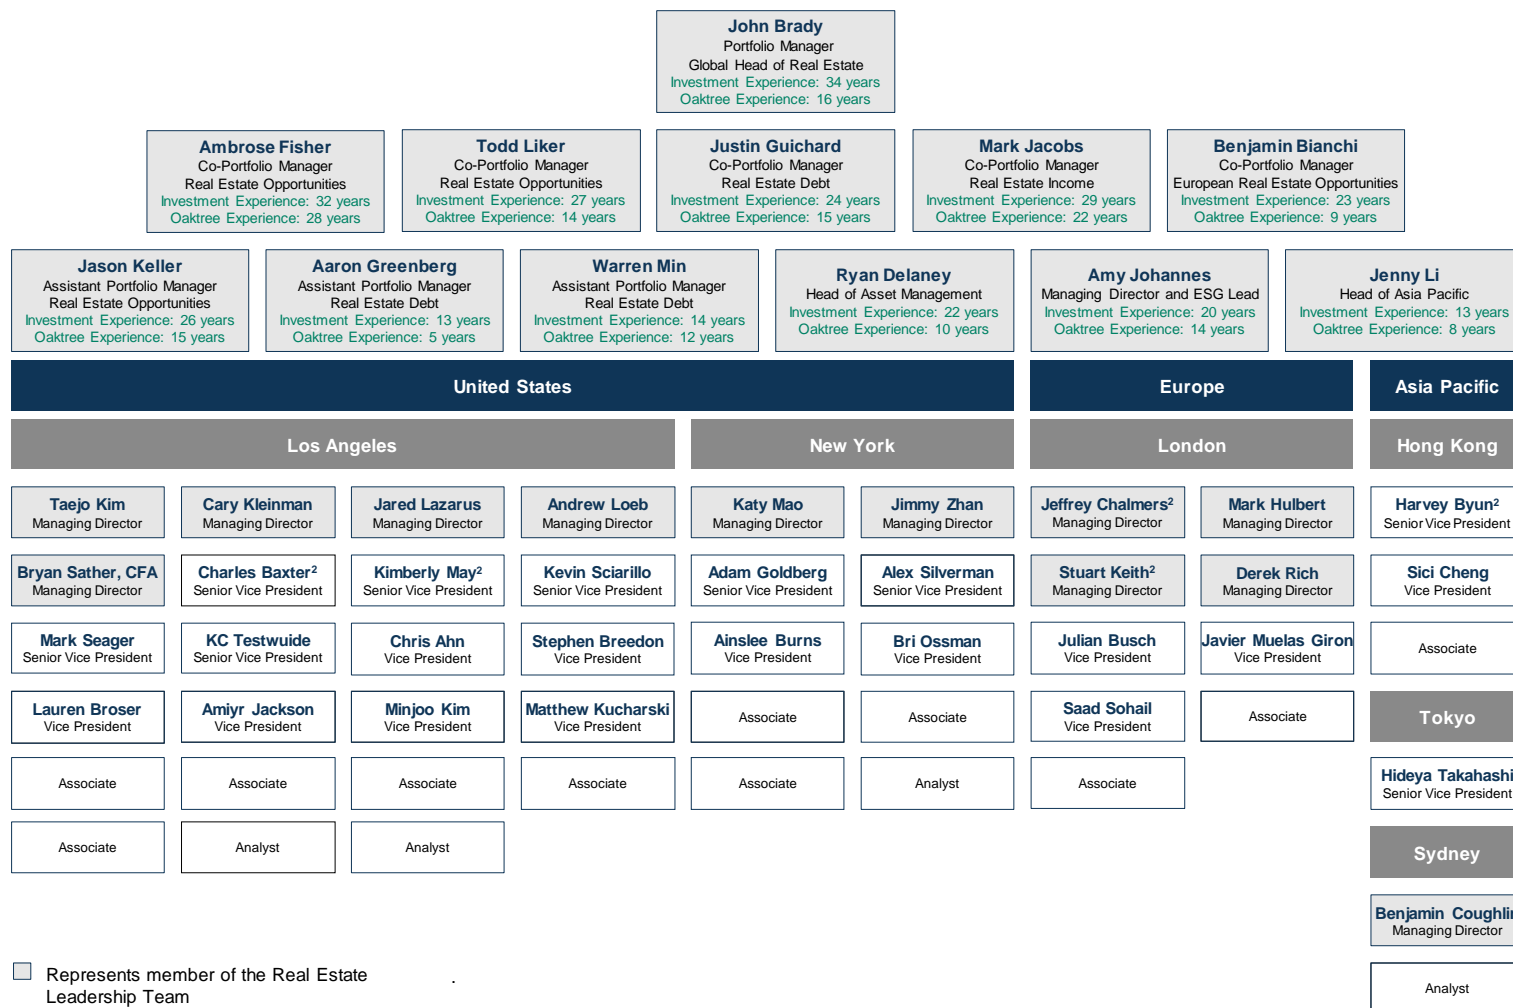 John Brady
Portfolio Manager
Global Head of Real Estate
Investment Experience: 34 years
Oaktree Experience: 16 years
Ambrose Fisher
Co-Portfolio Manager
Real Estate Opportunities
Investment Experience: 32 years
Oaktree Experience: 28 years
Todd Liker
Co-Portfolio Manager
Real Estate Opportunities
Investment Experience: 27 years
Oaktree Experience: 14 years
Justin Guichard
Co-Portfolio Manager
Real Estate Debt
Investment Experience: 24 years
Oaktree Experience: 15 years
Mark Jacobs
Co-Portfolio Manager
Real Estate Income
Investment Experience: 29 years
Oaktree Experience: 22 years
Benjamin Bianchi
Co-Portfolio Manager
European Real Estate Opportunities
Investment Experience: 23 years
Oaktree Experience: 9 years
Jason Keller
Assistant Portfolio Manager
Real Estate Opportunities
Investment Experience: 26 years
Oaktree Experience: 15 years
Aaron Greenberg
Assistant Portfolio Manager
Real Estate Debt
Investment Experience: 13 years
Oaktree Experience: 5 years
Warren Min
Assistant Portfolio Manager
Real Estate Debt
Investment Experience: 14 years
Oaktree Experience: 12 years
Ryan Delaney
Head of Asset Management
Investment Experience: 22 years
Oaktree Experience: 10 years
Amy Johannes
Managing Director and ESG Lead
Investment Experience: 20 years
Oaktree Experience: 14 years
Jenny Li
Head of Asia Pacific
Investment Experience: 13 years
Oaktree Experience: 8 years
United States
Europe
Asia Pacific
Los Angeles
New York
London
Hong Kong
Taejo Kim
Managing Director
Cary Kleinman
Managing Director
Jared Lazarus
Managing Director
Andrew Loeb
Managing Director
Katy Mao
Managing Director
Jimmy Zhan
Managing Director
Jeffrey Chalmers²
Managing Director
Mark Hulbert
Managing Director
Harvey Byun²
Senior Vice President
Bryan Sather, CFA
Managing Director
Charles Baxter²
Senior Vice President
Kimberly May²
Senior Vice President
Kevin Sciarillo
Senior Vice President
Adam Goldberg
Senior Vice President
Alex Silverman
Senior Vice President
Stuart Keith²
Managing Director
Derek Rich
Managing Director
Sici Cheng
Vice President
Mark Seager
Senior Vice President
KC Testwuide
Senior Vice President
Chris Ahn
Vice President
Stephen Breedon
Vice President
Ainslee Burns
Vice President
Bri Ossman
Vice President
Julian Busch
Vice President
Javier Muelas Giron
Vice President
Associate
Lauren Broser
Vice President
Amiyr Jackson
Vice President
Minjoo Kim
Vice President
Matthew Kucharski
Vice President
Associate
Associate
Saad Sohail
Vice President
Associate
Tokyo
Associate
Associate
Associate
Associate
Associate
Analyst
Associate
Hideya Takahashi
Senior Vice President
Associate
Analyst
Analyst
Sydney
Benjamin Coughlin
Managing Director
Analyst
Represents member of the Real Estate
Leadership Team
.